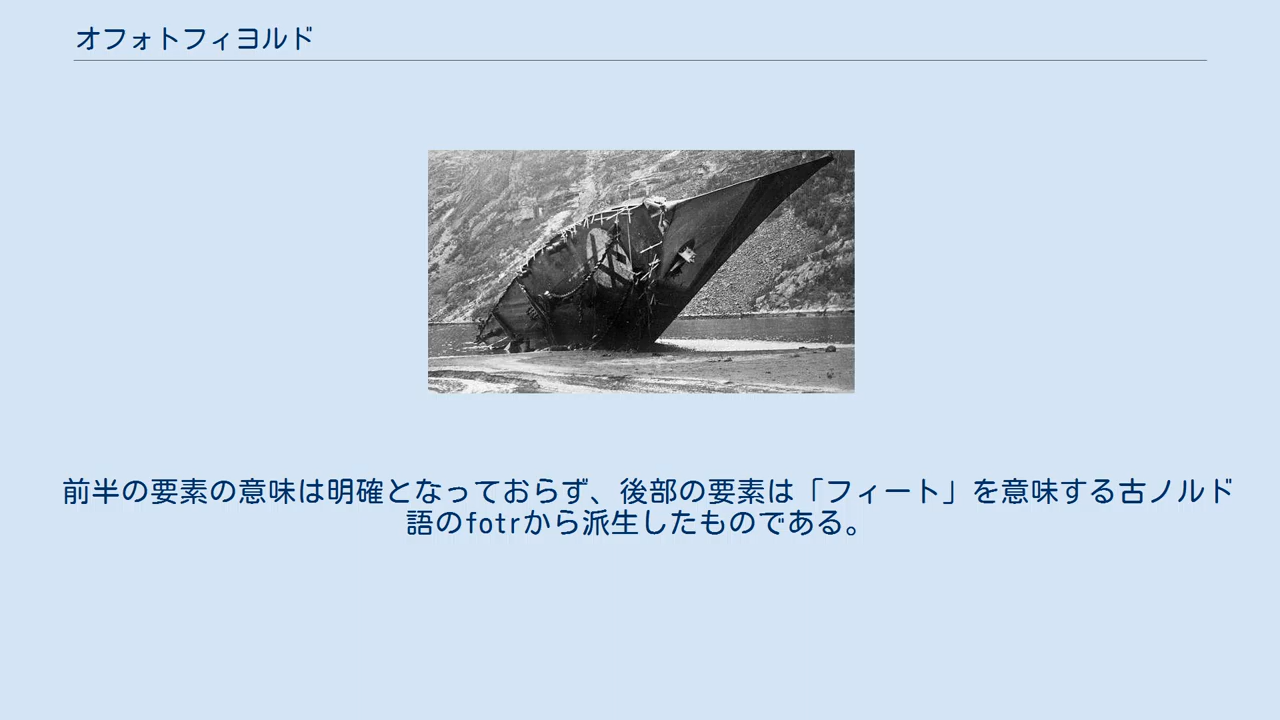 オフォトフィヨルド
前半の要素の意味は明確となっておらず、後部の要素は「フィート」を意味する古ノルド
語のfotrから派生したものである。